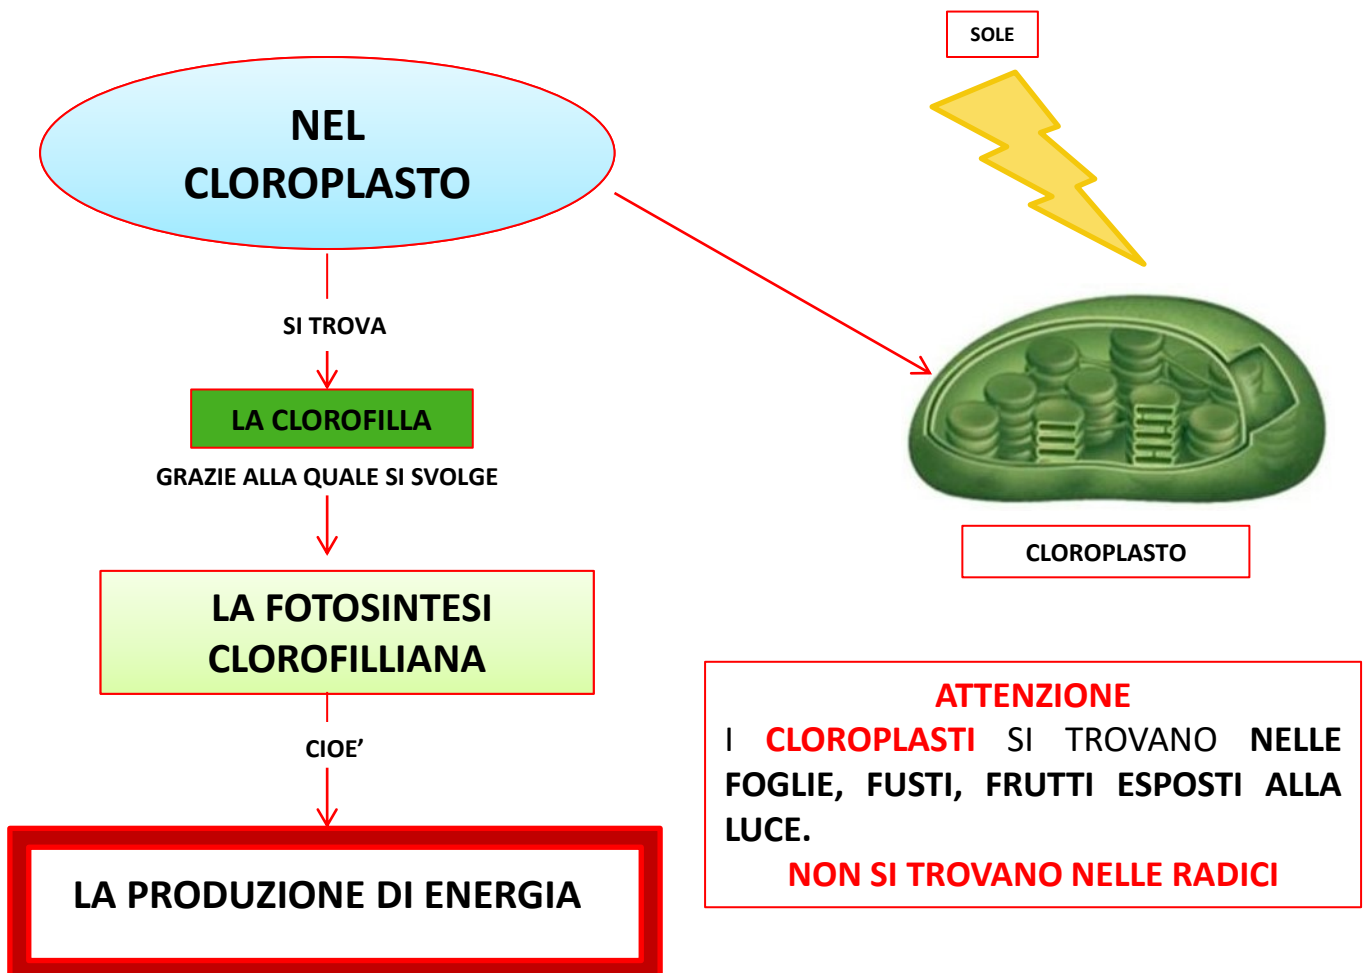 NEL
CLOROPLASTO
SI TROVA
LA CLOROFILLA
GRAZIE ALLA QUALE SI SVOLGE
LA FOTOSINTESI
CLOROFILLIANA
CIOE’
LA PRODUZIONE DI ENERGIA
SOLE
CLOROPLASTO
ATTENZIONE
I CLOROPLASTI SI TROVANO NELLE
FOGLIE, FUSTI, FRUTTI ESPOSTI ALLA
LUCE.
NON SI TROVANO NELLE RADICI